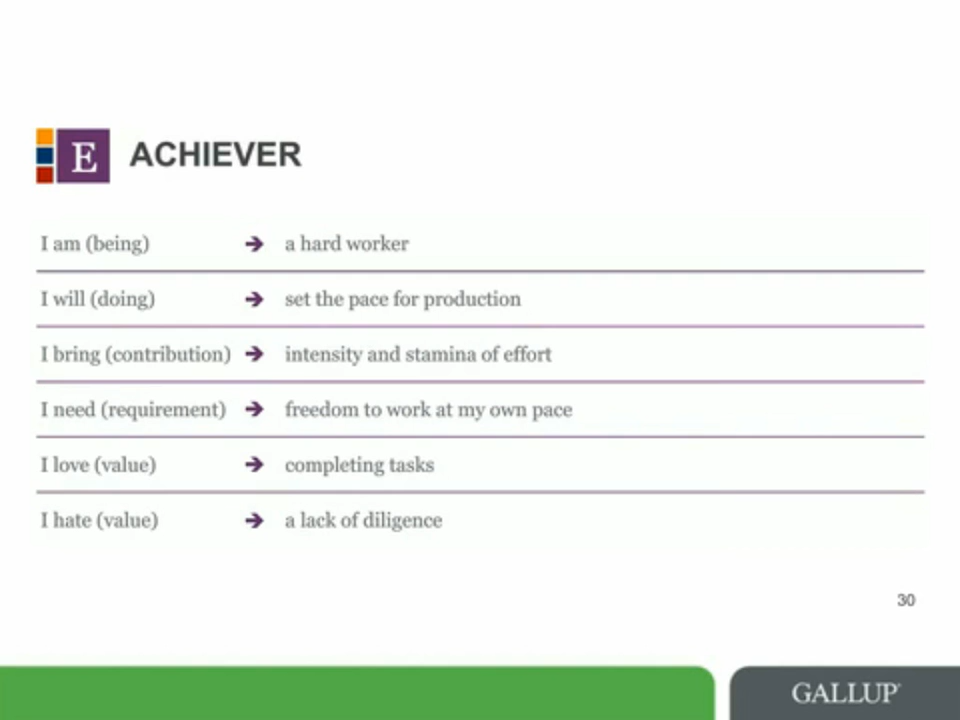 E ACHIEVER
I am (being) ➔ a hard worker
I will (doing) ➔ set the pace for production
I bring (contribution) ➔ intensity and stamina of effort
I need (requirement) ➔ freedom to work at my own pace
I love (value) ➔ completing tasks
I hate (value) ➔ a lack of diligence
30
GALLUP®